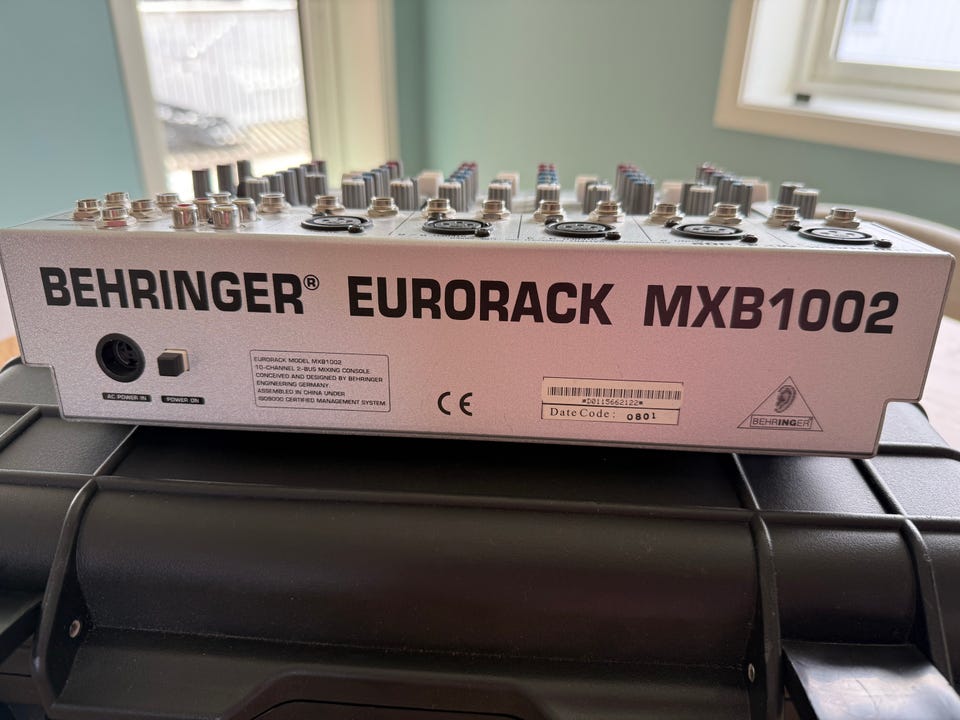 BEHRINGER® EURORACK MXB1002
AC POWER IN
POWER ON
EURORACK MODEL MXB1002
10-CHANNEL 2-BUS MIXING CONSOLE.
CONCEIVED AND DESIGNED BY BEHRINGER
ENGINEERING GERMANY.
ASSEMBLED IN CHINA UNDER
ISO9000 CERTIFIED MANAGEMENT SYSTEM.
CE
*D0115662122*
Date Code: 0801
BEHRINGER